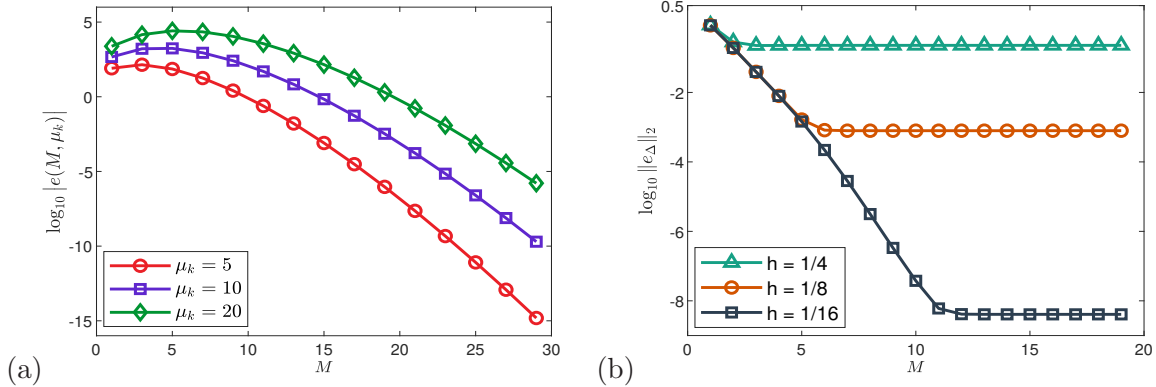 (a)
log₁₀ |e(M, μₖ)|
5
0
-5
-10
-15
0 5 10 15 20 25 30
M
μₖ = 5
μₖ = 10
μₖ = 20
(b)
log₁₀ ||e_Δ||₂
0.5
-2
-4
-6
-8
0 5 10 15 20
M
h = 1/4
h = 1/8
h = 1/16